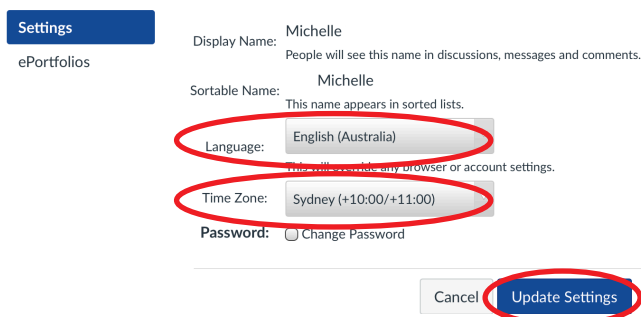 Settings
ePortfolios
Display Name: Michelle
People will see this name in discussions, messages and comments.
Sortable Name: Michelle
This name appears in sorted lists.
Language: English (Australia)
This will override any browser or account settings.
Time Zone: Sydney (+10:00/+11:00)
Password: Change Password
Cancel Update Settings